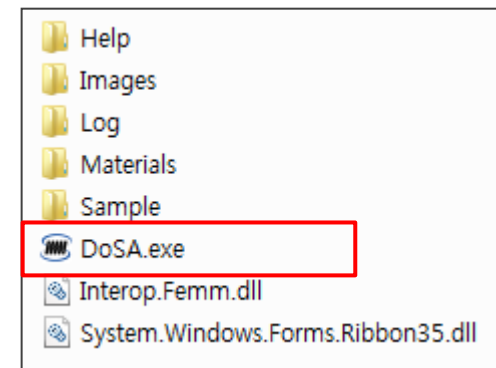 Help
Images
Log
Materials
Sample
DoSA.exe
Interop.Femm.dll
System.Windows.Forms.Ribbon35.dll